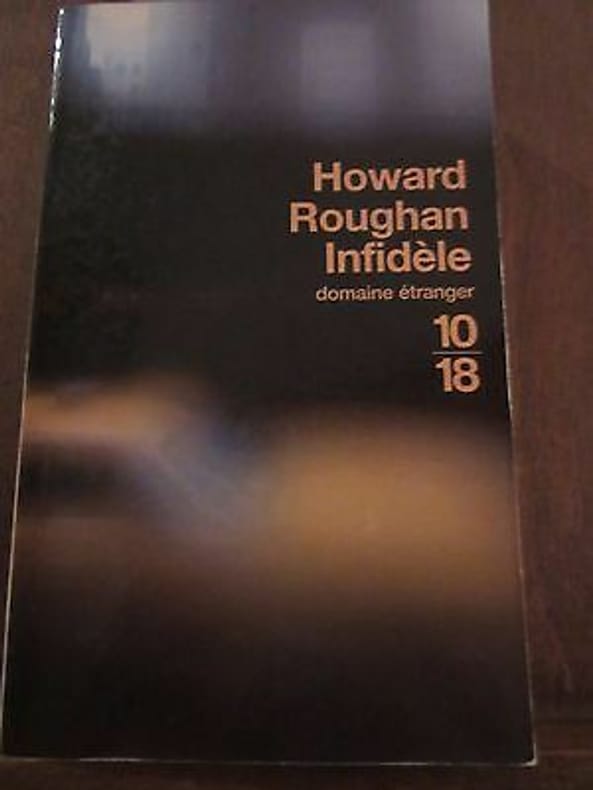 Howard
Roughan
Infidèle
domaine étranger
10
18